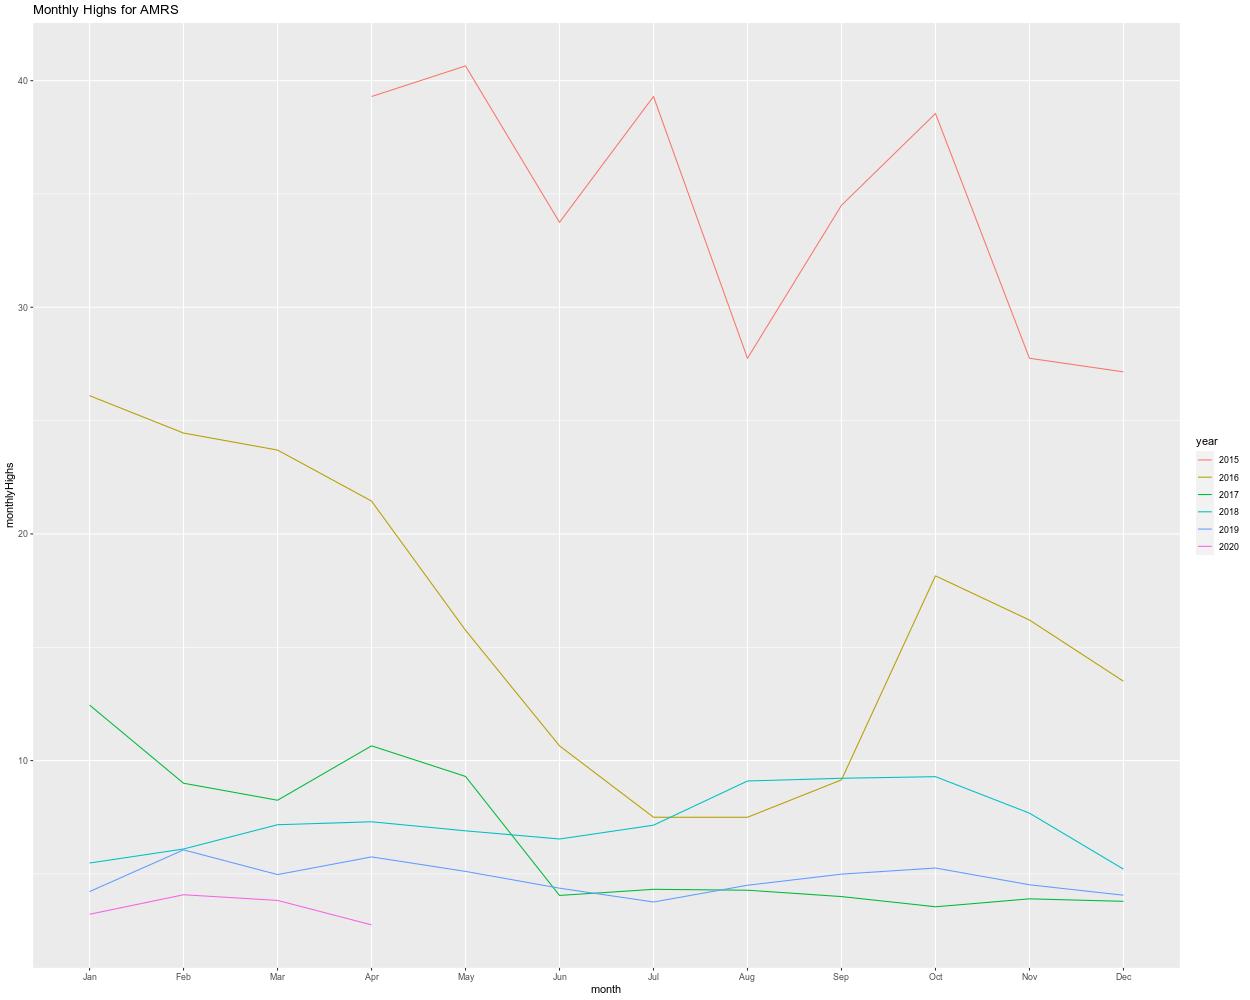 Monthly Highs for AMRS
40
30
20
10
monthlyHighs
Jan Feb Mar Apr May Jun Jul Aug Sep Oct Nov Dec
month
year
2015
2016
2017
2018
2019
2020